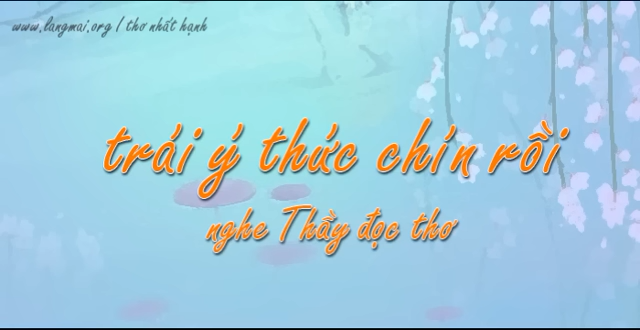 www.langmai.org / thơ nhất hạnh
trái ý thức chín rồi
nghe Thầy đọc thơ